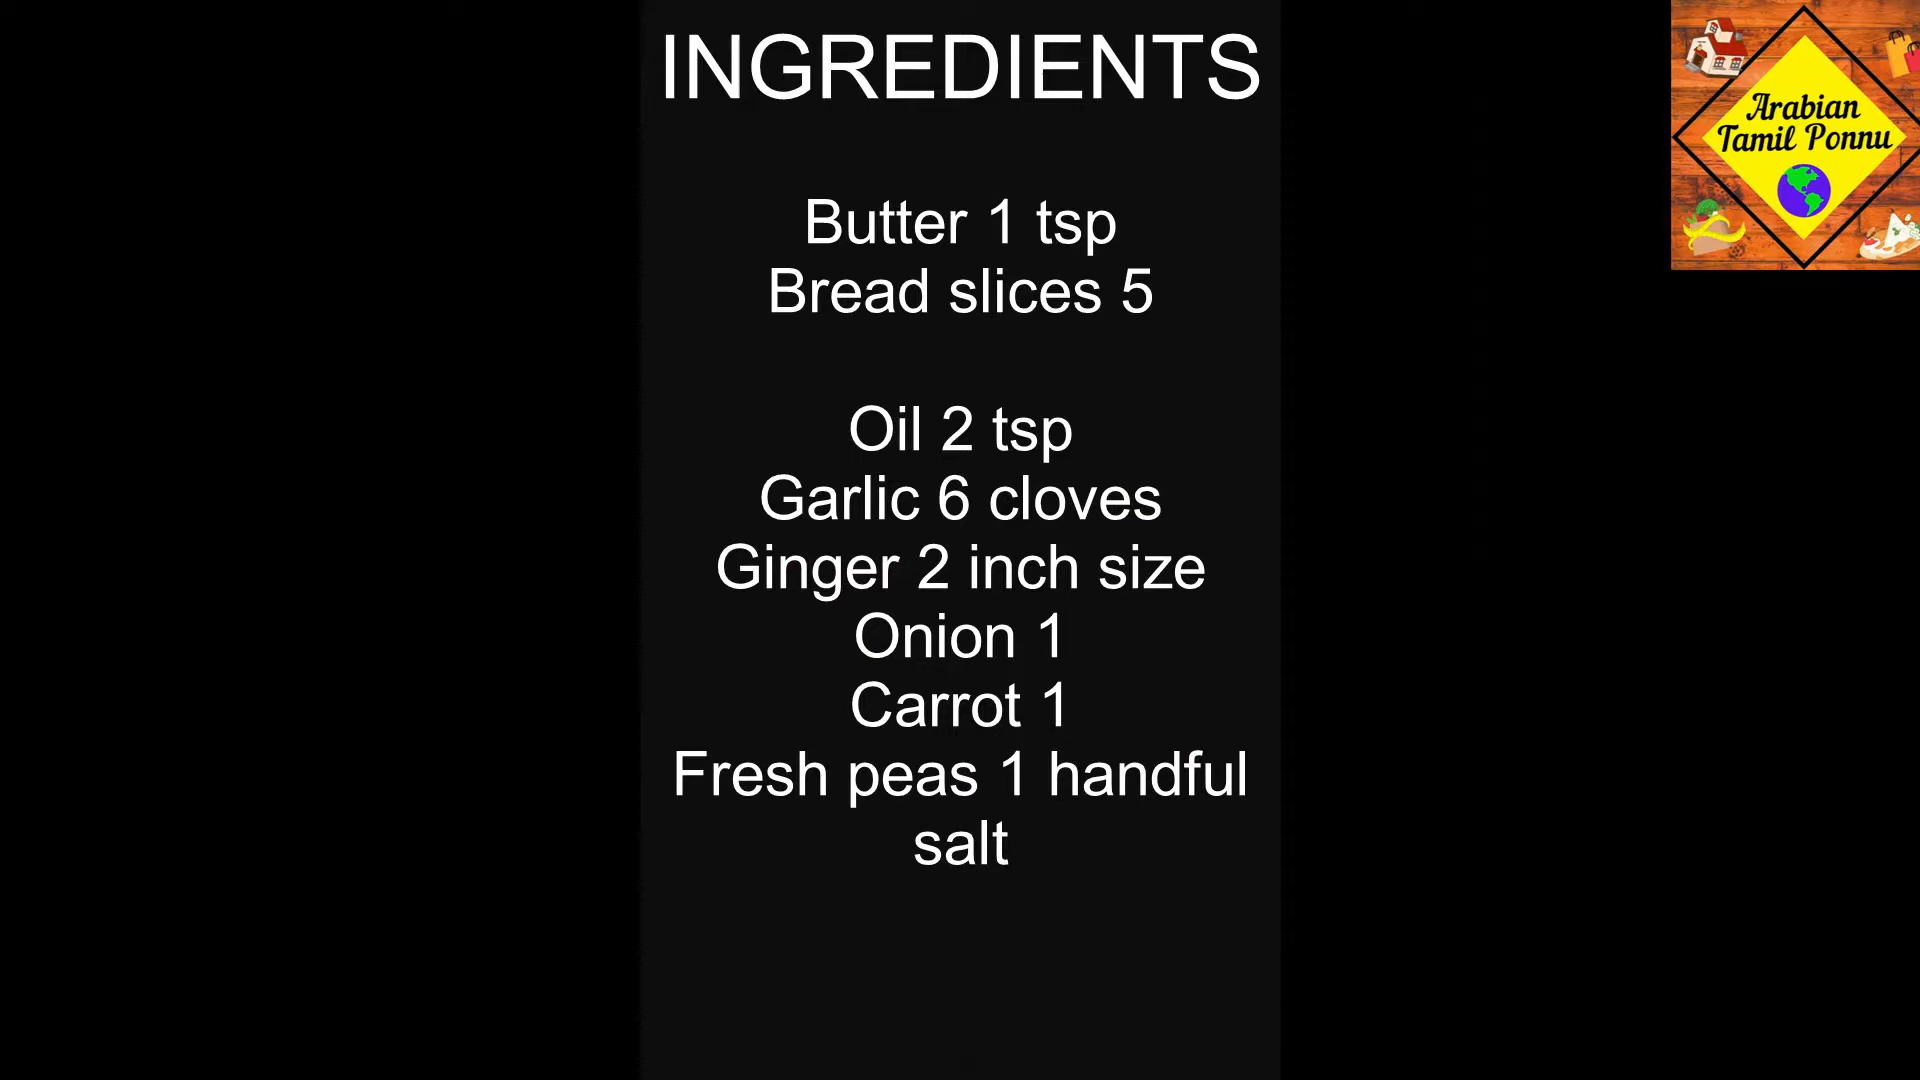 INGREDIENTS
Arabian
Tamil Ponnu
Butter 1 tsp
Bread slices 5
Oil 2 tsp
Garlic 6 cloves
Ginger 2 inch size
Onion 1
Carrot 1
Fresh peas 1 handful
salt